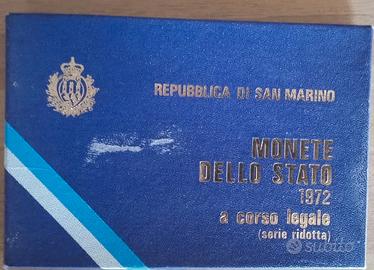 REPUBBLICA DI SAN MARINO
MONETE
DELLO STATO
1972
a corso legale
(serie ridotta)
subito